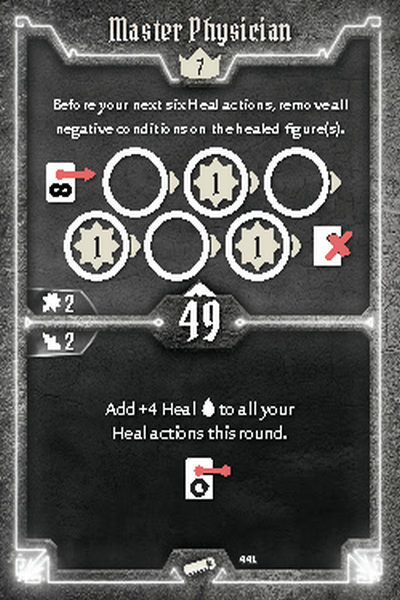 Master Physician
7
Before your next six Heal actions, remove all
negative conditions on the healed figure(s).
1
1
1
2
49
2
Add +4 Heal to all your
Heal actions this round.
441